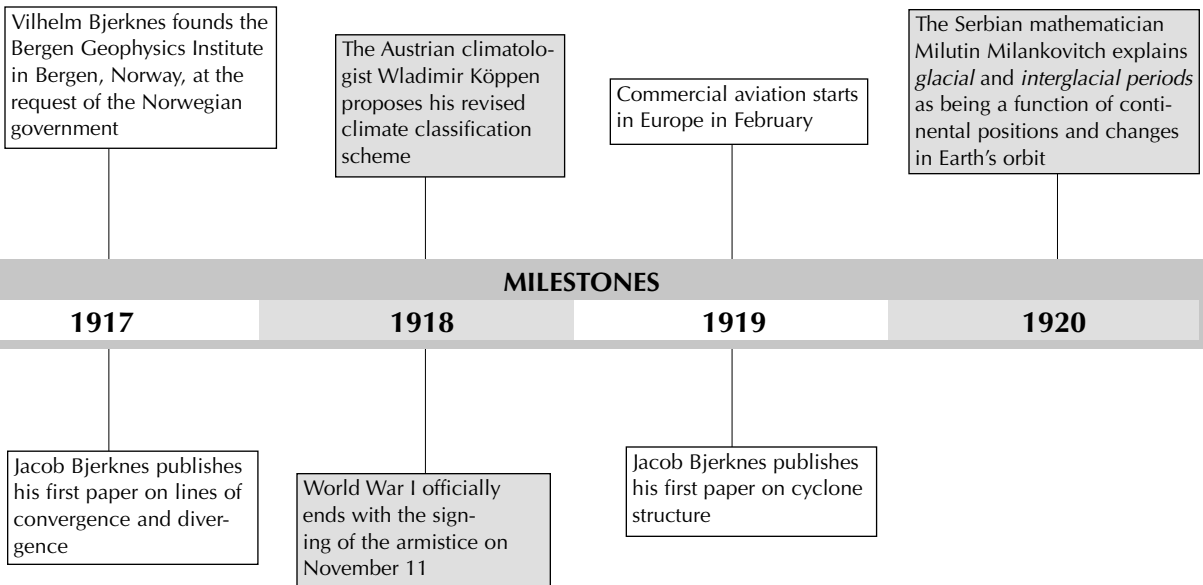 Vilhelm Bjerknes founds the
Bergen Geophysics Institute
in Bergen, Norway, at the
request of the Norwegian
government
The Austrian climatolo-
gist Wladimir Köppen
proposes his revised
climate classification
scheme
Commercial aviation starts
in Europe in February
The Serbian mathematician
Milutin Milankovitch explains
glacial and interglacial periods
as being a function of conti-
nental positions and changes
in Earth’s orbit
MILESTONES
1917
1918
1919
1920
Jacob Bjerknes publishes
his first paper on lines of
convergence and diver-
gence
World War I officially
ends with the sign-
ing of the armistice on
November 11
Jacob Bjerknes publishes
his first paper on cyclone
structure